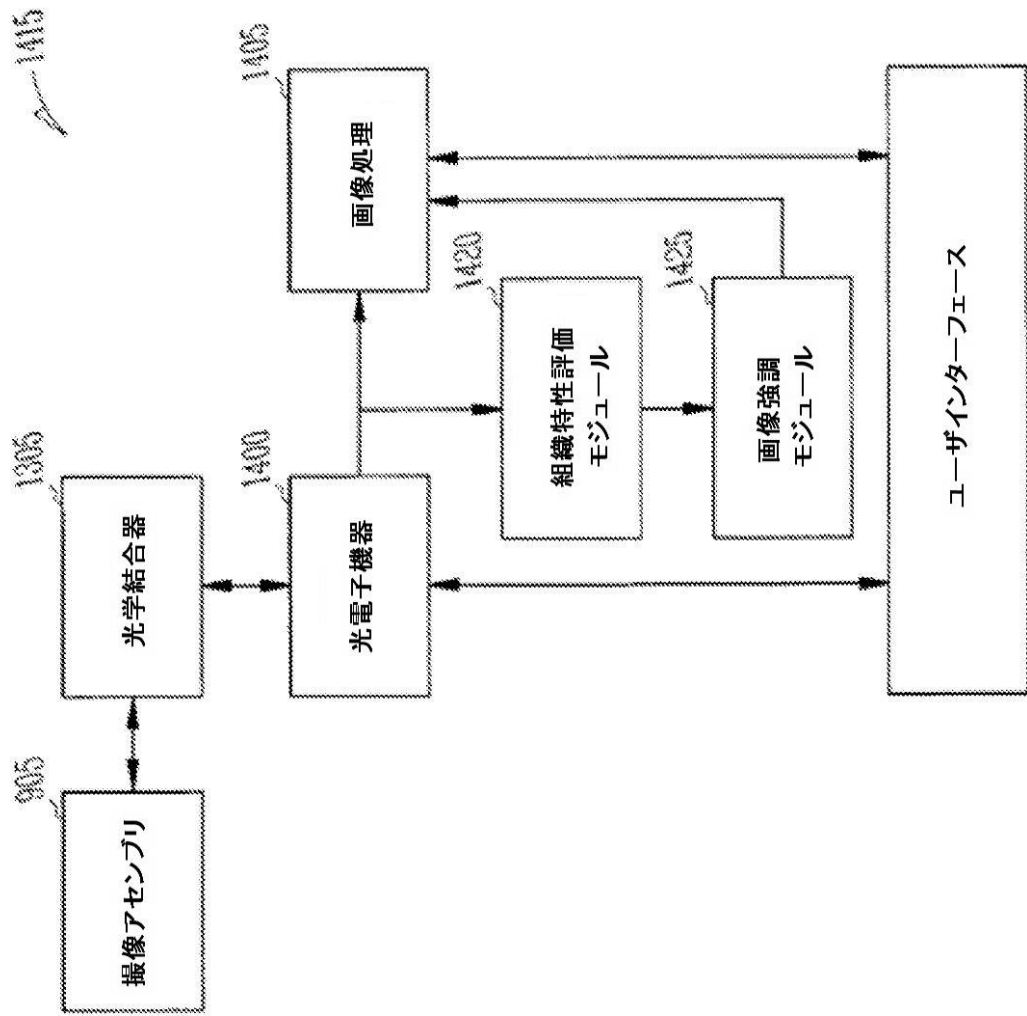 1415
905
撮像アセンブリ
1305
光学結合器
1400
光電子機器
1405
画像処理
1420
組織特性評価
モジュール
1425
画像強調
モジュール
ユーザインターフェース